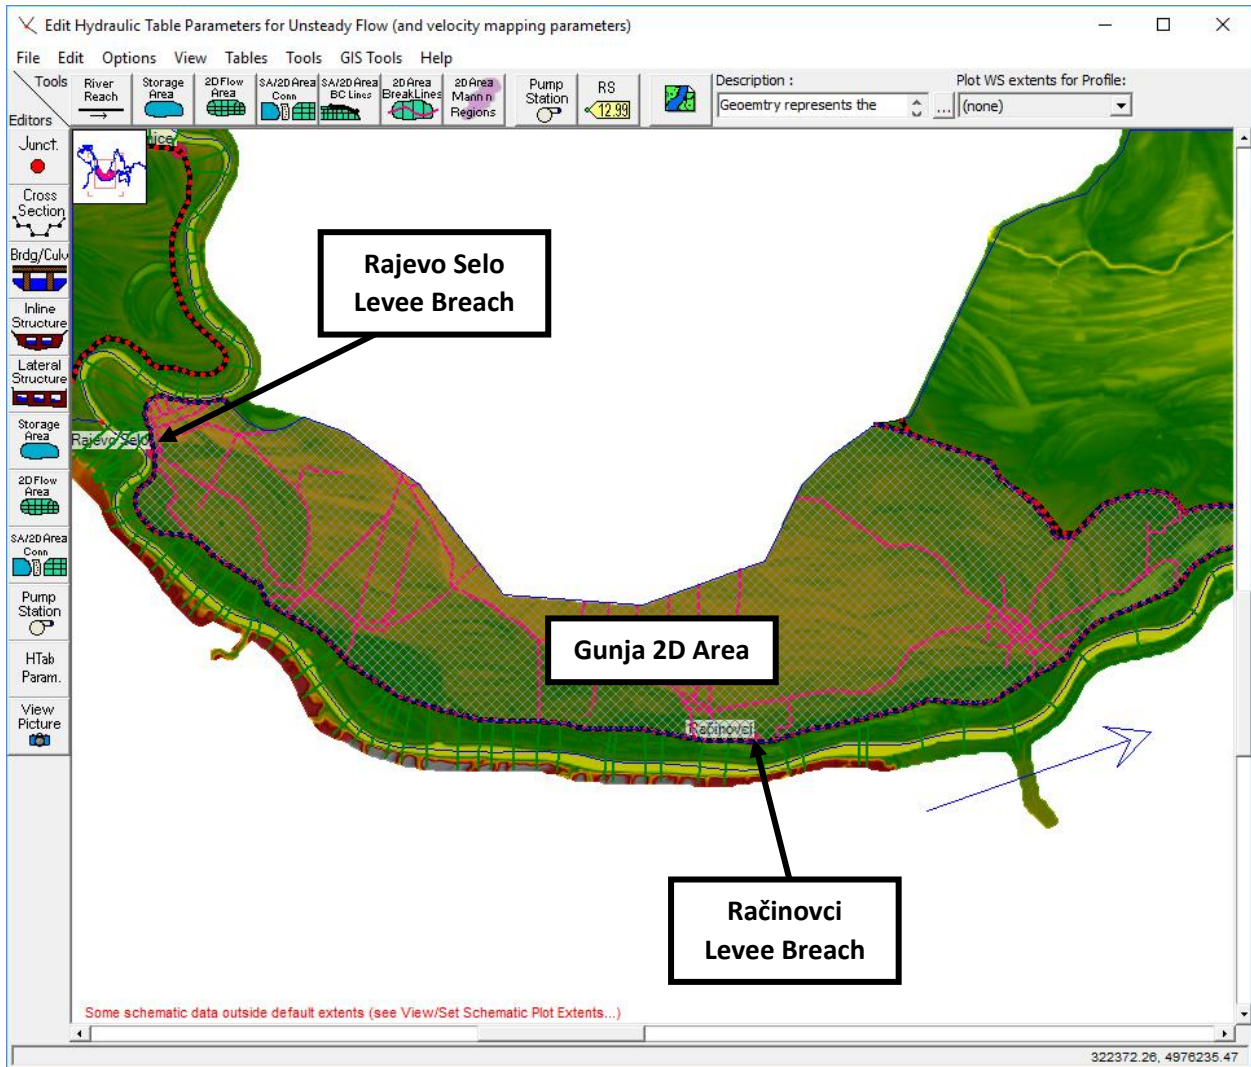 Edit Hydraulic Table Parameters for Unsteady Flow (and velocity mapping parameters)
File Edit Options View Tables Tools GIS Tools Help
Tools
Editors
River
Reach
Storage
Area
2D Flow
Area
SA/2D Area
Conn
SA/2D Area
BC Lines
2D Area
BreakLines
2D Area
Mann n
Regions
Pump
Station
RS
12.99
Description :
Geoemtry represents the
...
Plot WS extents for Profile:
(none)
Junct.
Cross
Section
Brdg/Culv
Inline
Structure
Lateral
Structure
Storage
Area
2D Flow
Area
SA/2D Area
Conn
Pump
Station
HTab
Param.
View
Picture
nice
Rajevo Selo
Levee Breach
Rajevo Selo
Gunja 2D Area
Račinovci
Račinovci
Levee Breach
Some schematic data outside default extents (see View/Set Schematic Plot Extents...)
322372.26, 4976235.47